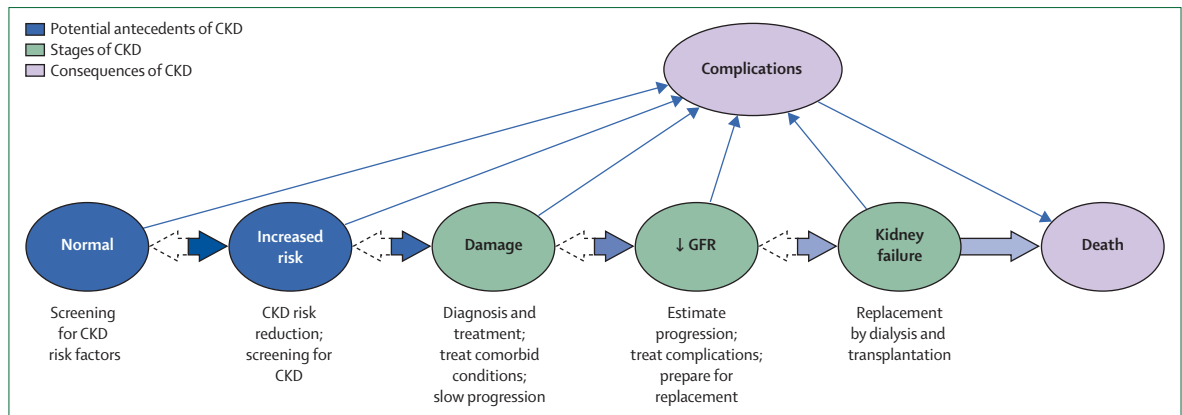 Potential antecedents of CKD
Stages of CKD
Consequences of CKD
Complications
Normal
Increased
risk
Damage
↓ GFR
Kidney
failure
Death
Screening
for CKD
risk factors
CKD risk
reduction;
screening for
CKD
Diagnosis and
treatment;
treat comorbid
conditions;
slow progression
Estimate
progression;
treat complications;
prepare for
replacement
Replacement
by dialysis and
transplantation